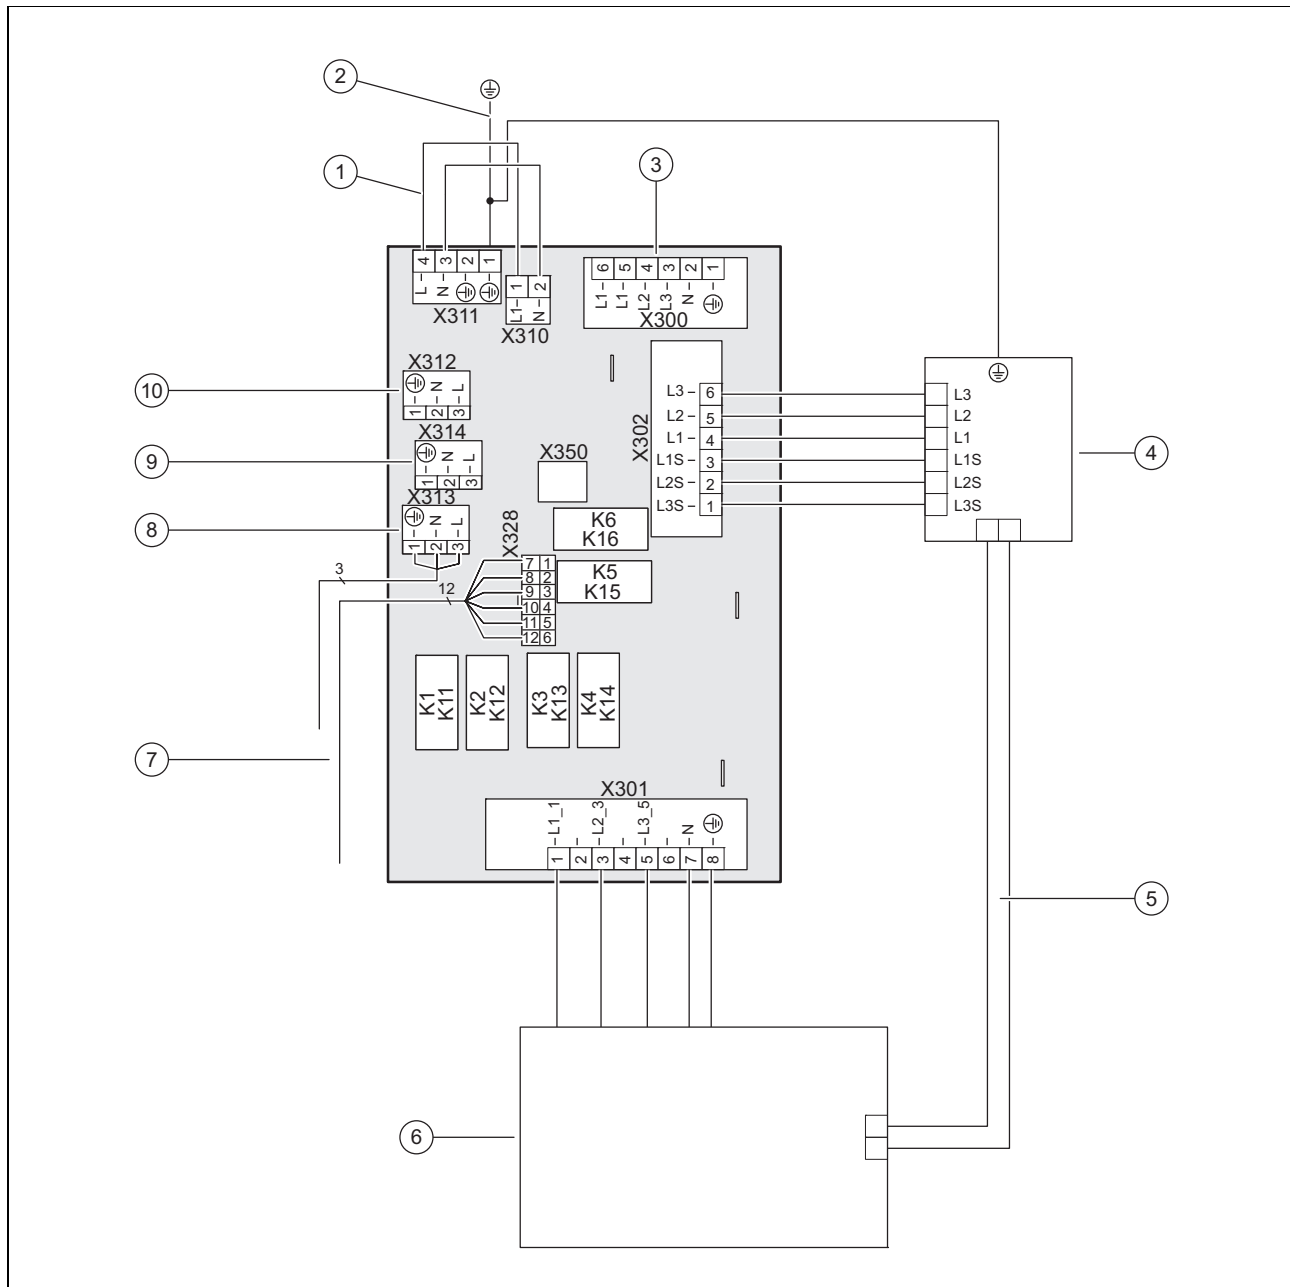 2
1
3
4 3 2 1
L – N –
X311
1 2
L1 – N –
X310
6 5 4 3 2 1
L1 – L1 – L2 – L3 – N –
X300
X312
– N – L
1 2 3
10
X314
– N – L
1 2 3
9
X313
– N – L
1 2 3
8
X350
X302
L3 – 6
L2 – 5
L1 – 4
L1S – 3
L2S – 2
L3S – 1
L3
L2
L1
L1S
L2S
L3S
4
K6
K16
X328
7 1
8 2
9 3
10 4
11 5
12 6
K5
K15
3
12
K1
K11
K2
K12
K3
K13
K4
K14
7
X301
– L1_1 – – L2_3 – – L3_5 – – N –
1 2 3 4 5 6 7 8
5
6